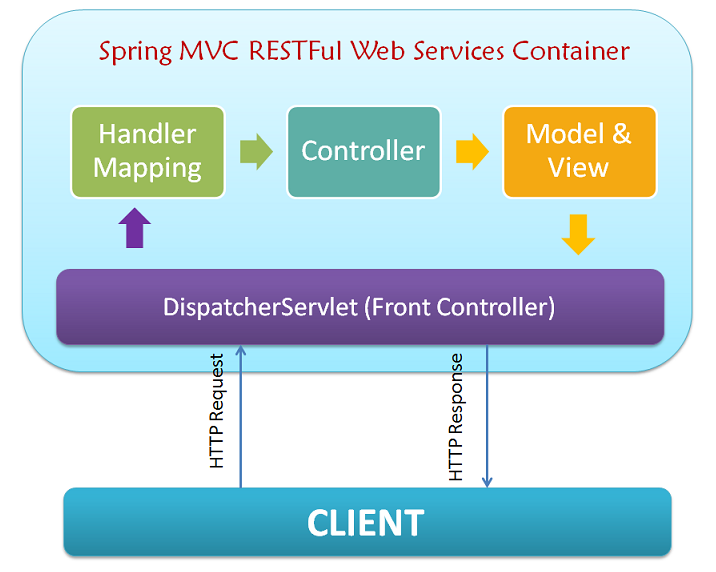 Spring MVC RESTFul Web Services Container
Handler
Mapping
Controller
Model &
View
DispatcherServlet (Front Controller)
HTTP Request
HTTP Response
CLIENT